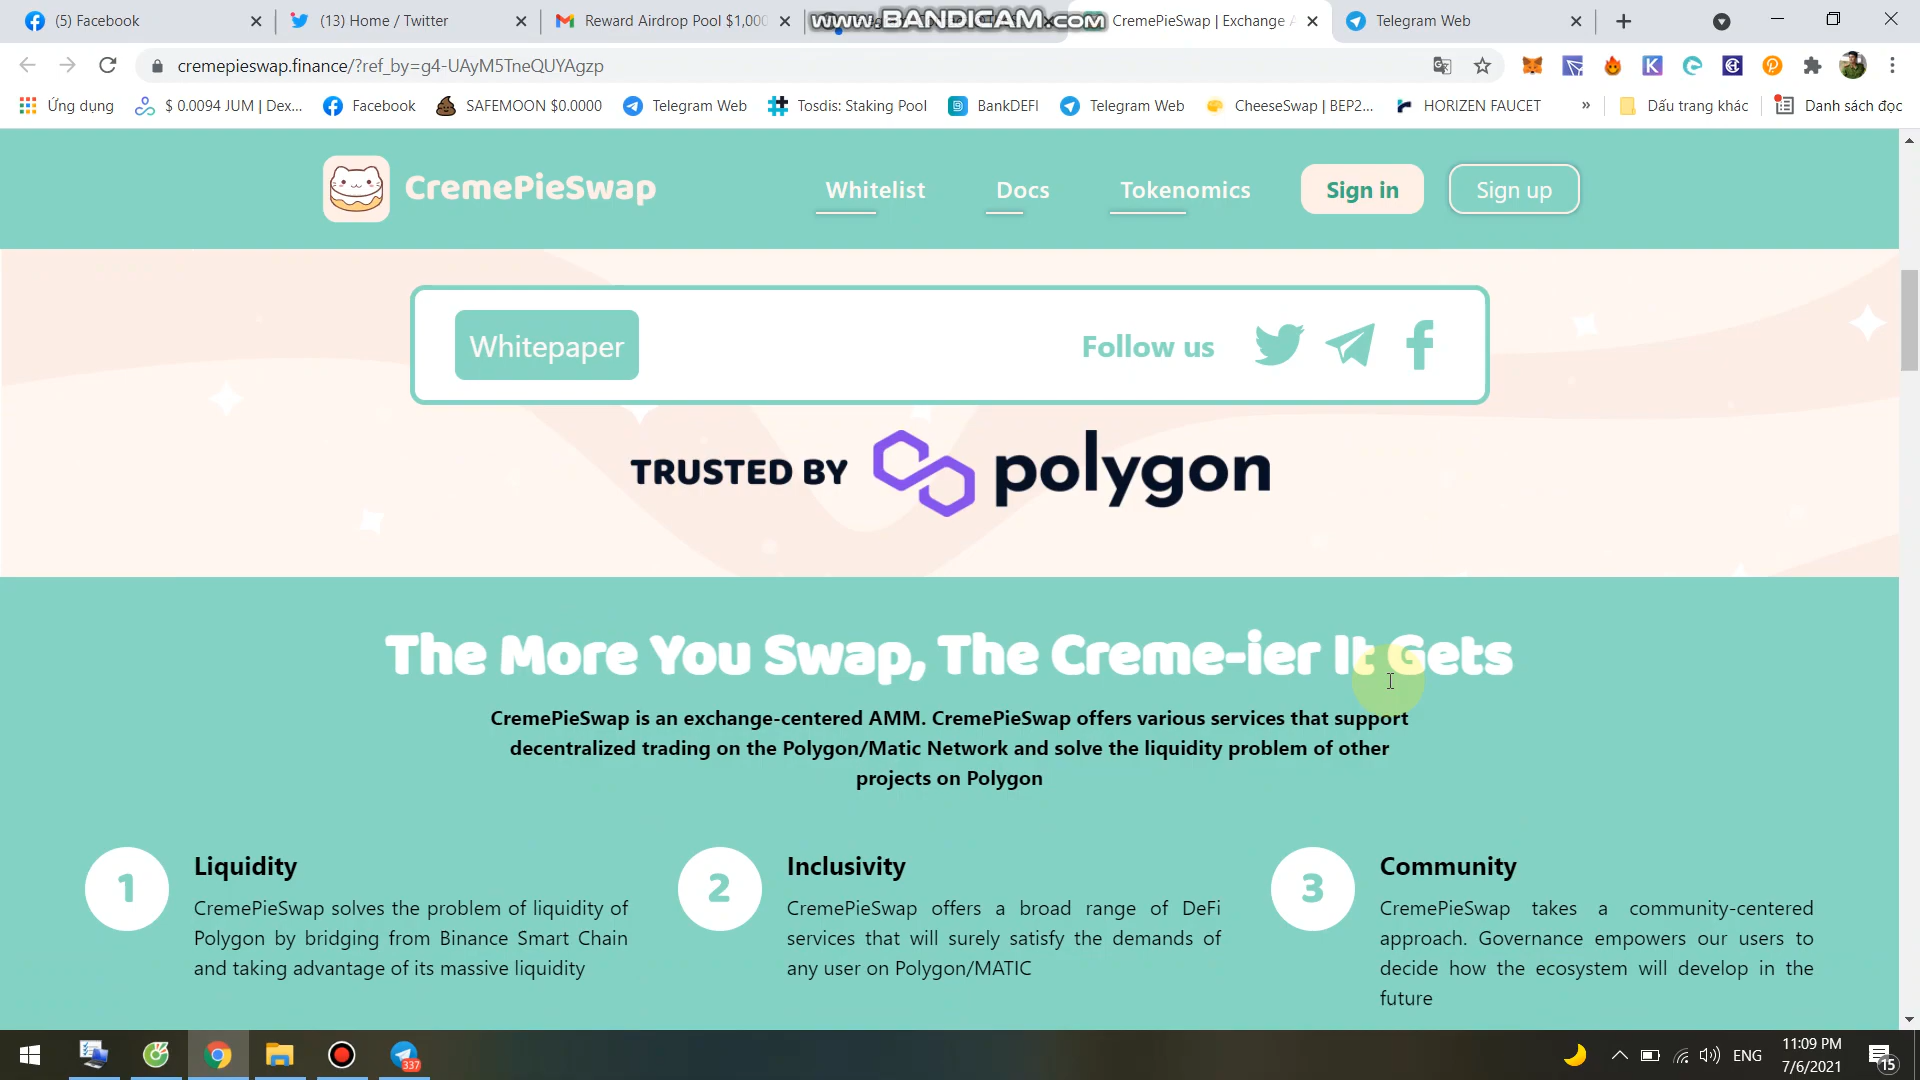 (5) Facebook
(13) Home / Twitter
Reward Airdrop Pool $1,000
www.BANDICAM.com
CremePieSwap | Exchange A
Telegram Web
cremepieswap.finance/?ref_by=g4-UAyM5TneQUYAgzp
Ứng dụng
$ 0.0094 JUM | Dex...
Facebook
SAFEMOON $0.0000
Telegram Web
Tosdis: Staking Pool
BankDEFI
Telegram Web
CheeseSwap | BEP2...
HORIZEN FAUCET
»
Dấu trang khác
Danh sách đọc
CremePieSwap
Whitelist
Docs
Tokenomics
Sign in
Sign up
Whitepaper
Follow us
TRUSTED BY polygon
The More You Swap, The Creme-ier It Gets
CremePieSwap is an exchange-centered AMM. CremePieSwap offers various services that support
decentralized trading on the Polygon/Matic Network and solve the liquidity problem of other
projects on Polygon
1
Liquidity
CremePieSwap solves the problem of liquidity of
Polygon by bridging from Binance Smart Chain
and taking advantage of its massive liquidity
2
Inclusivity
CremePieSwap offers a broad range of DeFi
services that will surely satisfy the demands of
any user on Polygon/MATIC
3
Community
CremePieSwap takes a community-centered
approach. Governance empowers our users to
decide how the ecosystem will develop in the
future
337
ENG
11:09 PM
7/6/2021
15